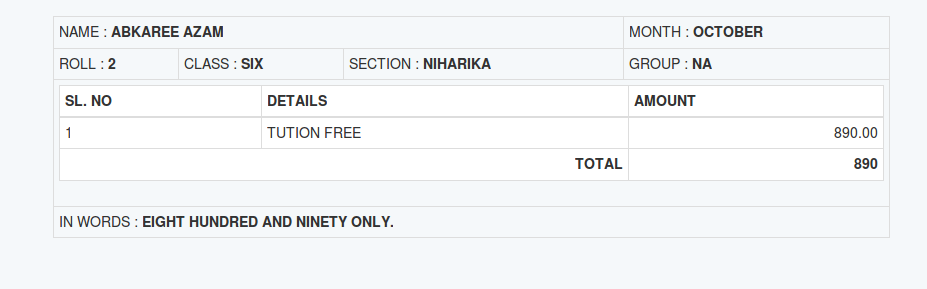 NAME : ABKAREE AZAM MONTH : OCTOBER
ROLL : 2 CLASS : SIX SECTION : NIHARIKA GROUP : NA
SL. NO DETAILS AMOUNT
1 TUTION FREE 890.00
TOTAL 890
IN WORDS : EIGHT HUNDRED AND NINETY ONLY.